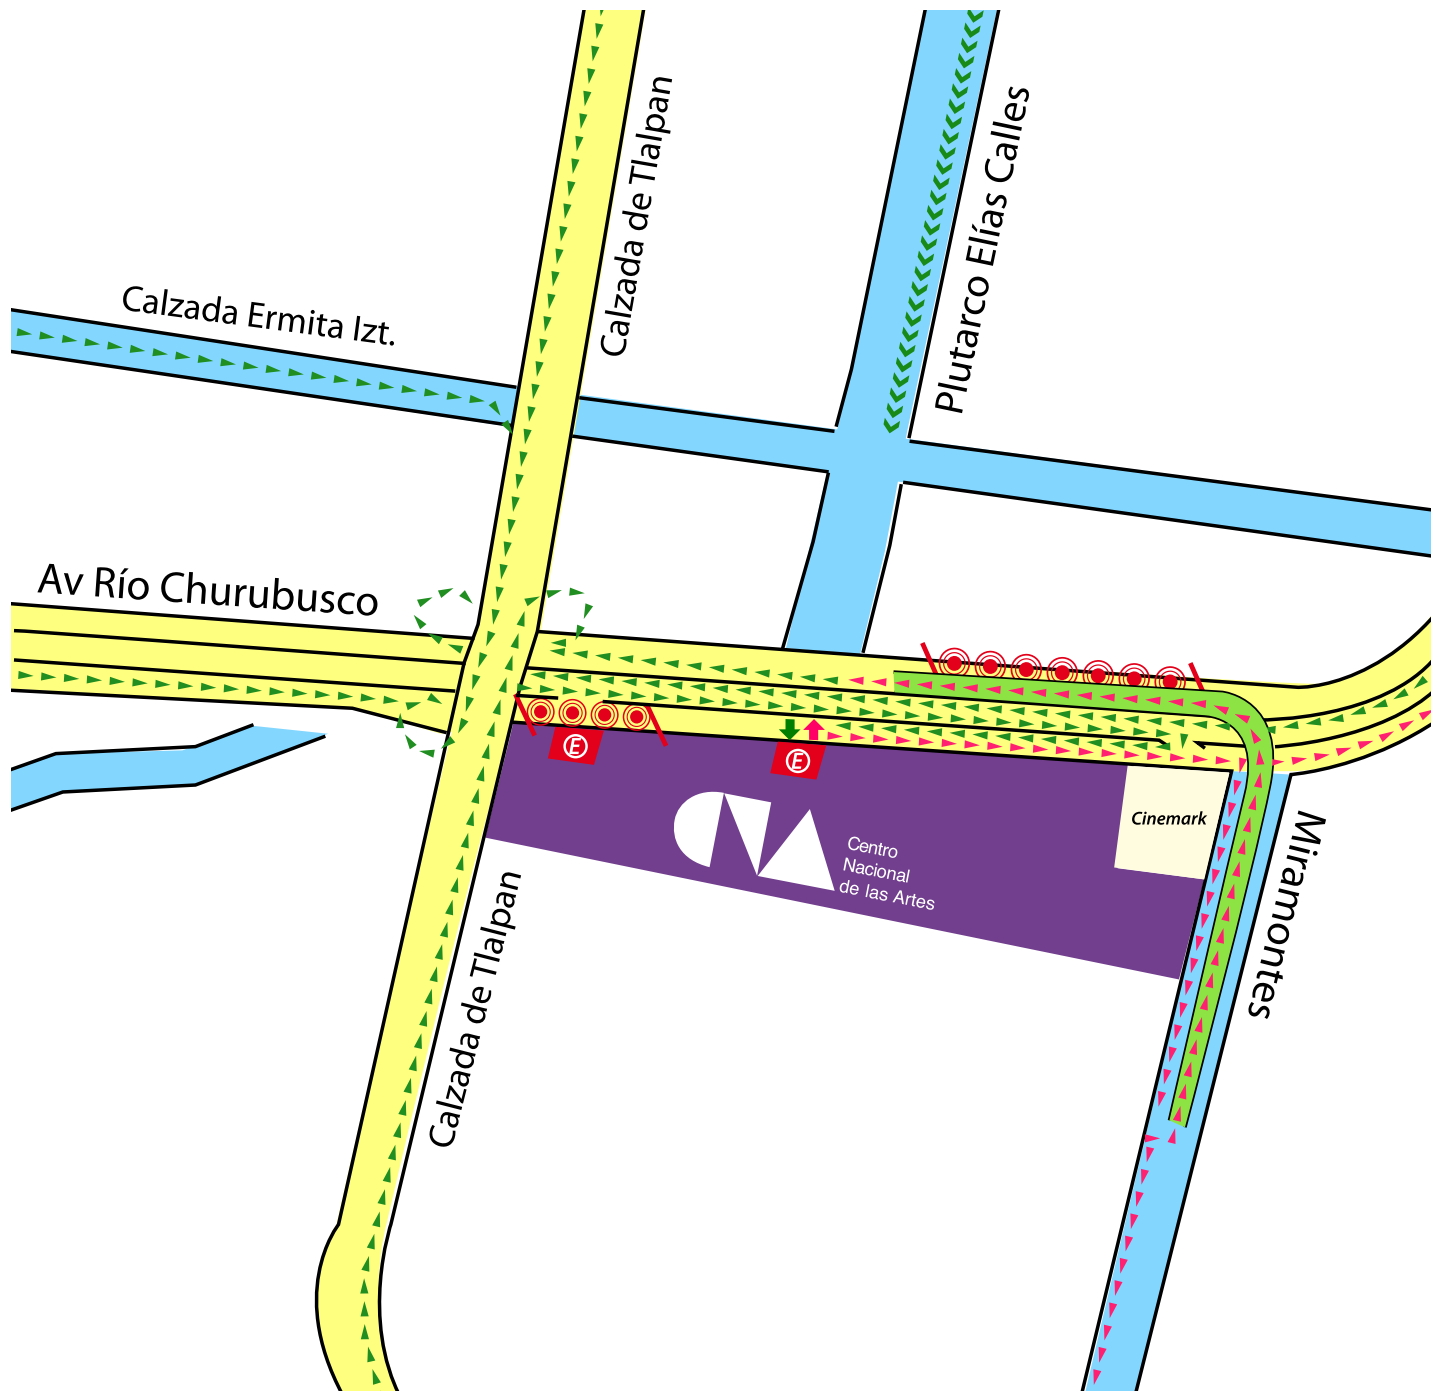 Calzada de Tlalpan
Plutarco Elías Calles
Calzada Ermita Izt.
Av Río Churubusco
E
E
Cinemark
CNA
Centro
Nacional
de las Artes
Miramontes
Calzada de Tlalpan